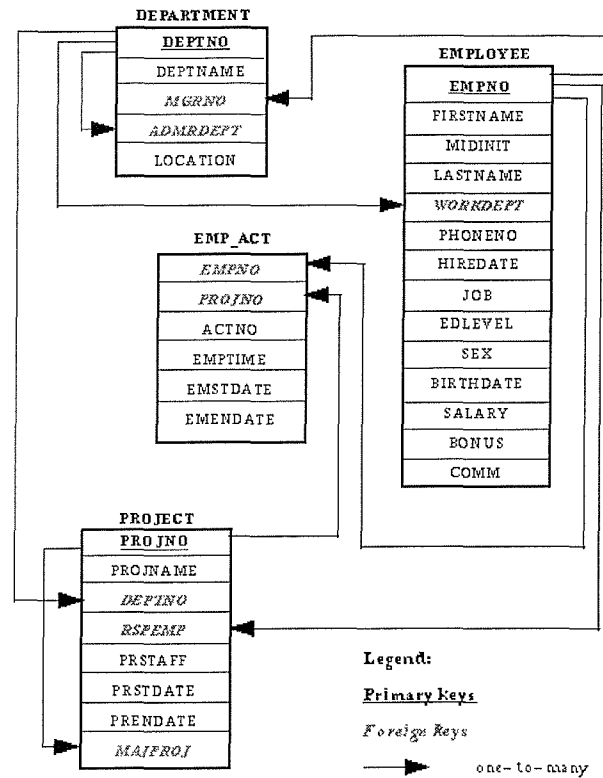 DEPARTMENT
DEPTNO
DEPTNAME
MGRNO
ADMRDEPT
LOCATION
EMPLOYEE
EMPNO
FIRSTNAME
MIDINIT
LASTNAME
WORKDEPT
PHONENO
HIREDATE
JOB
EDLEVEL
SEX
BIRTHDATE
SALARY
BONUS
COMM
EMP_ACT
EMPNO
PROJNO
ACTNO
EMPTIME
EMSTDATE
EMENDATE
PROJECT
PROJNO
PROJNAME
DEPTNO
RSPEMP
PRSTAFF
PRSTDATE
PRENDATE
MAJPROJ
Legend:
Primary keys
Foreign Keys
one-to-many